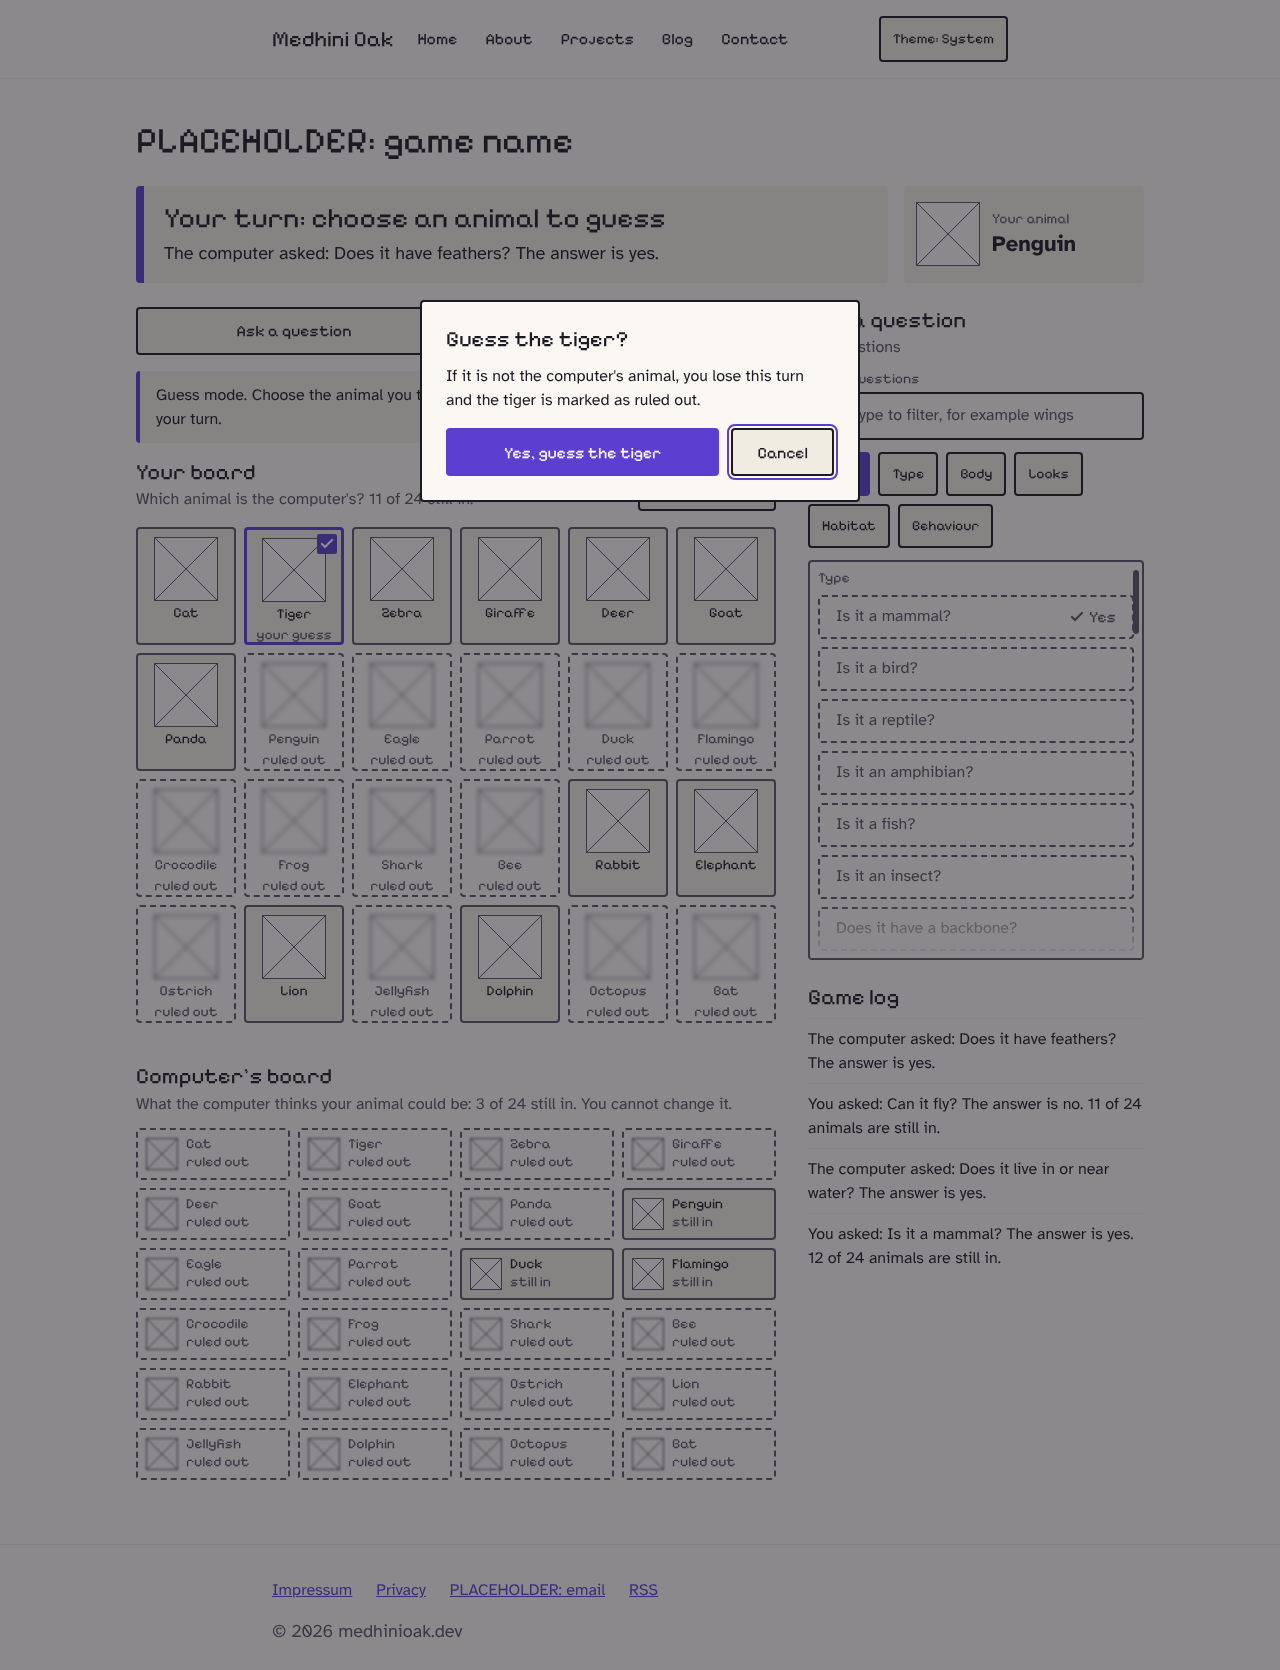 Medhini Oak Home About Projects Blog Contact Theme: System
PLACEHOLDER: game name
Your turn: choose an animal to guess
The computer asked: Does it have feathers? The answer is yes.
Your animal
Penguin
Ask a question
Guess mode. Choose the animal you t
your turn.
Guess the tiger?
If it is not the computer's animal, you lose this turn
and the tiger is marked as ruled out.
Yes, guess the tiger Cancel
Your board
Which animal is the computer's? 11 of 24 still in.
Cat Tiger Zebra Giraffe Deer Goat
your guess
Panda Penguin Eagle Parrot Duck Flamingo
ruled out ruled out ruled out ruled out ruled out
Crocodile Frog Shark Bee Rabbit Elephant
ruled out ruled out ruled out ruled out
Ostrich Lion Jellyfish Dolphin Octopus Bat
ruled out ruled out ruled out ruled out
Computer's board
What the computer thinks your animal could be: 3 of 24 still in. You cannot change it.
Cat Tiger Zebra Giraffe
ruled out ruled out ruled out ruled out
Deer Goat Panda Penguin
ruled out ruled out ruled out still in
Eagle Parrot Duck Flamingo
ruled out ruled out still in still in
Crocodile Frog Shark Bee
ruled out ruled out ruled out ruled out
Rabbit Elephant Ostrich Lion
ruled out ruled out ruled out ruled out
Jellyfish Dolphin Octopus Bat
ruled out ruled out ruled out ruled out
a question
stions
uestions
ype to filter, for example wings
Type Body Looks
Habitat Behaviour
Type
Is it a mammal? Yes
Is it a bird?
Is it a reptile?
Is it an amphibian?
Is it a fish?
Is it an insect?
Does it have a backbone?
Game log
The computer asked: Does it have feathers?
The answer is yes.
You asked: Can it fly? The answer is no. 11 of 24
animals are still in.
The computer asked: Does it live in or near
water? The answer is yes.
You asked: Is it a mammal? The answer is yes.
12 of 24 animals are still in.
Impressum Privacy PLACEHOLDER: email RSS
© 2026 medhinioak.dev